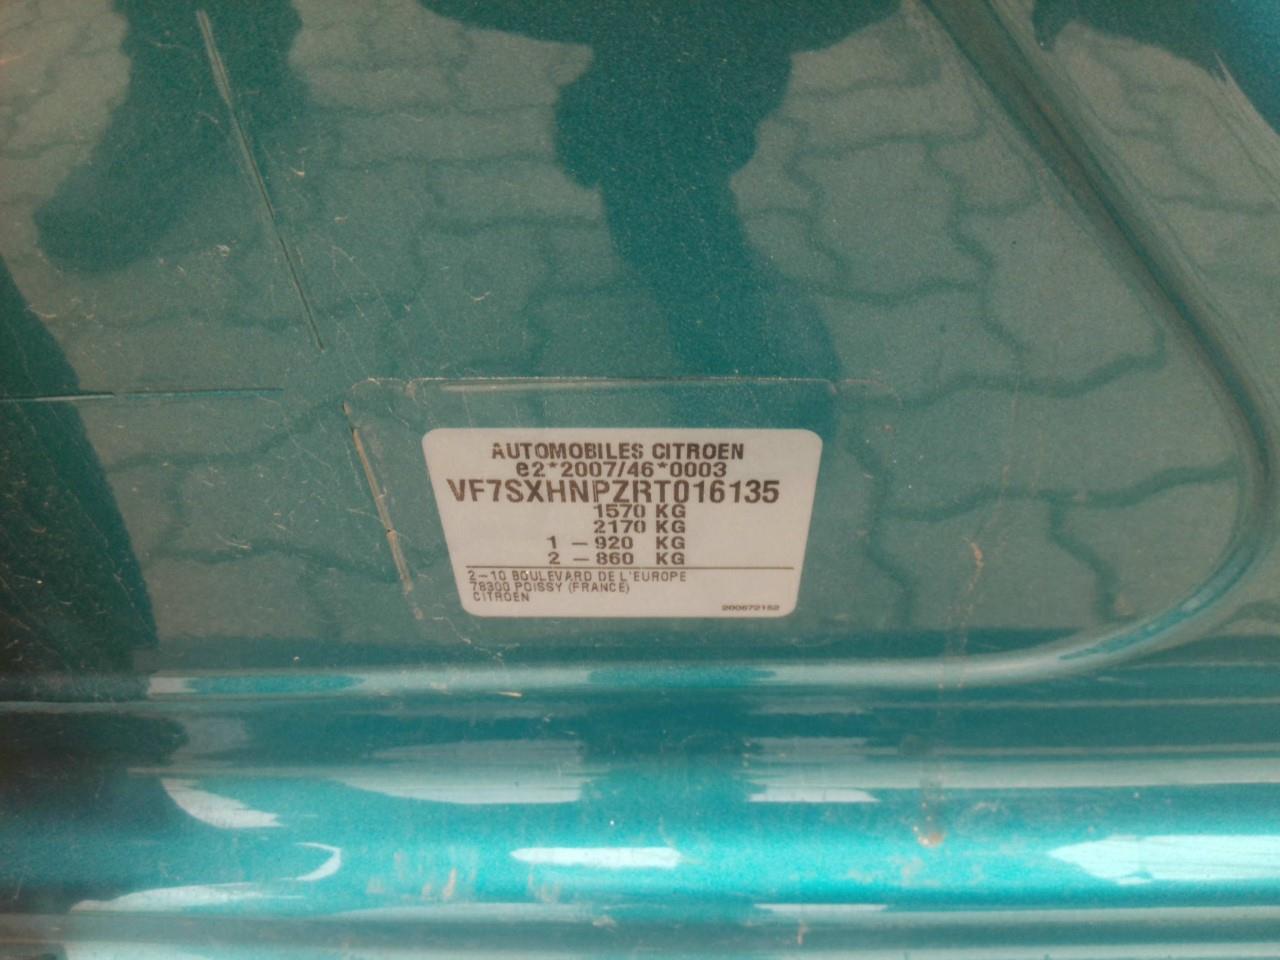 AUTOMOBILES CITROEN
e2*2007/46*0003
VF7SXHNPZRT016135
1570 KG
2170 KG
1 – 920 KG
2 – 860 KG
2–10 BOULEVARD DE L'EUROPE
78300 POISSY (FRANCE)
CITROEN
200672152